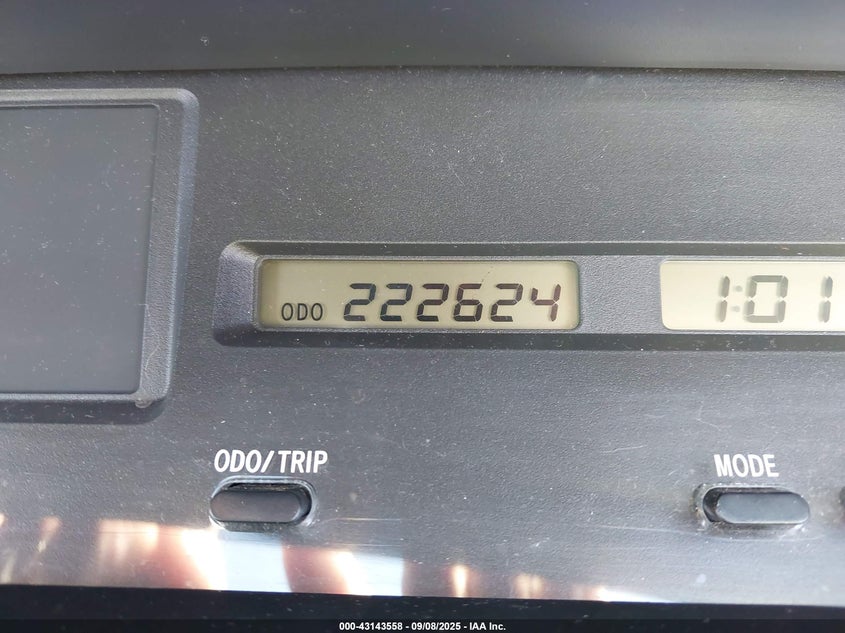 ODO 222624
1:01
ODO/TRIP
MODE
000-43143558 - 09/08/2025 - IAA Inc.